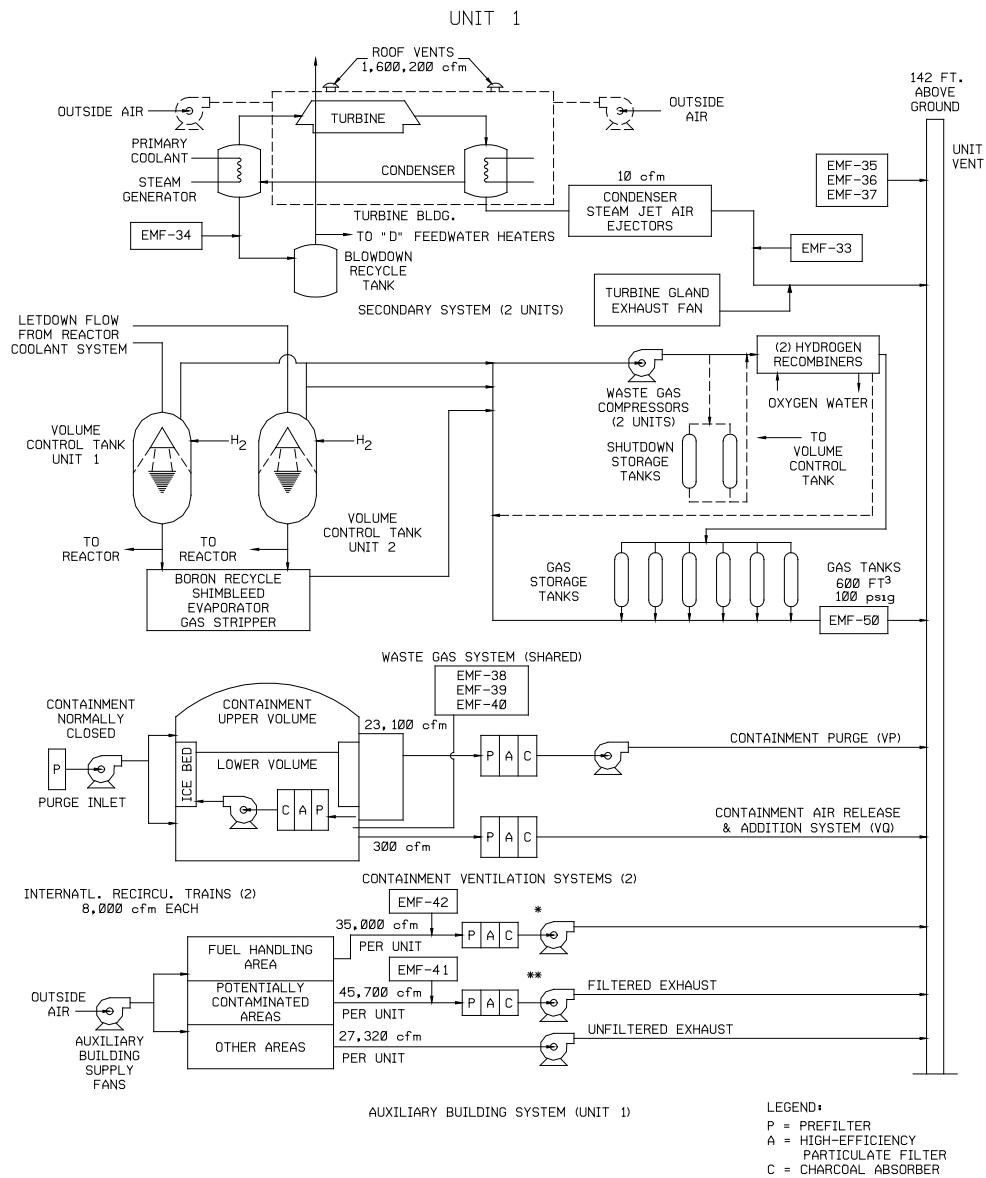 UNIT 1
ROOF VENTS
1,600,200 cfm
142 FT.
ABOVE
GROUND
OUTSIDE AIR
TURBINE
OUTSIDE
AIR
PRIMARY
COOLANT
STEAM
GENERATOR
CONDENSER
UNIT
VENT
EMF-35
EMF-36
EMF-37
10 cfm
CONDENSER
STEAM JET AIR
EJECTORS
TURBINE BLDG.
EMF-34
TO "D" FEEDWATER HEATERS
EMF-33
BLOWDOWN
RECYCLE
TANK
TURBINE GLAND
EXHAUST FAN
SECONDARY SYSTEM (2 UNITS)
LETDOWN FLOW
FROM REACTOR
COOLANT SYSTEM
(2) HYDROGEN
RECOMBINERS
WASTE GAS
COMPRESSORS
(2 UNITS)
OXYGEN WATER
VOLUME
CONTROL TANK
UNIT 1
H2
H2
SHUTDOWN
STORAGE
TANKS
TO
VOLUME
CONTROL
TANK
VOLUME
CONTROL TANK
UNIT 2
TO
REACTOR
TO
REACTOR
BORON RECYCLE
SHIMBLEED
EVAPORATOR
GAS STRIPPER
GAS
STORAGE
TANKS
GAS TANKS
600 FT3
100 psig
EMF-50
WASTE GAS SYSTEM (SHARED)
EMF-38
EMF-39
EMF-40
CONTAINMENT
NORMALLY
CLOSED
CONTAINMENT
UPPER VOLUME
23,100 cfm
P
PURGE INLET
ICE BED
LOWER VOLUME
C A P
P A C
CONTAINMENT PURGE (VP)
300 cfm
P A C
CONTAINMENT AIR RELEASE
& ADDITION SYSTEM (VQ)
CONTAINMENT VENTILATION SYSTEMS (2)
INTERNATL. RECIRCU. TRAINS (2)
8,000 cfm EACH
EMF-42
35,000 cfm
PER UNIT
P A C
*
FUEL HANDLING
AREA
EMF-41
POTENTIALLY
CONTAMINATED
AREAS
45,700 cfm
PER UNIT
P A C
**
FILTERED EXHAUST
OUTSIDE
AIR
AUXILIARY
BUILDING
SUPPLY
FANS
OTHER AREAS
27,320 cfm
PER UNIT
UNFILTERED EXHAUST
AUXILIARY BUILDING SYSTEM (UNIT 1)
LEGEND:
P = PREFILTER
A = HIGH-EFFICIENCY
PARTICULATE FILTER
C = CHARCOAL ABSORBER